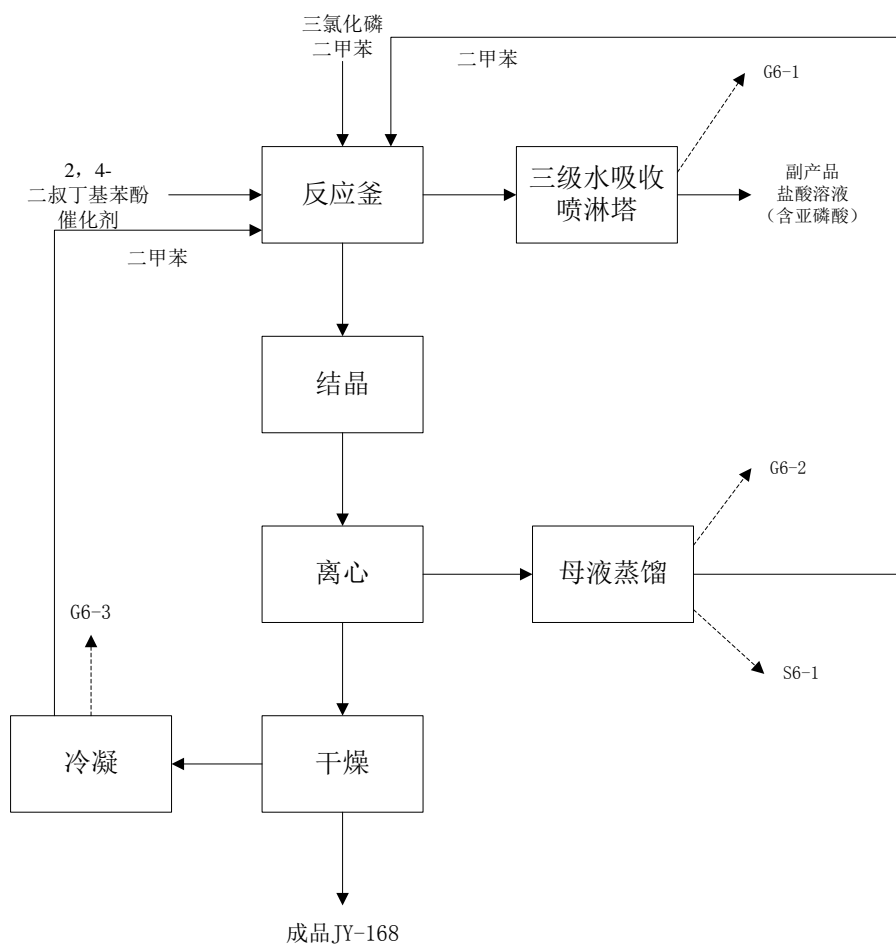 三氯化磷
二甲苯
二甲苯
G6-1
2，4-
二叔丁基苯酚
催化剂
反应釜
三级水吸收
喷淋塔
副产品
盐酸溶液
（含亚磷酸）
二甲苯
结晶
G6-2
离心
母液蒸馏
G6-3
S6-1
冷凝
干燥
成品JY-168